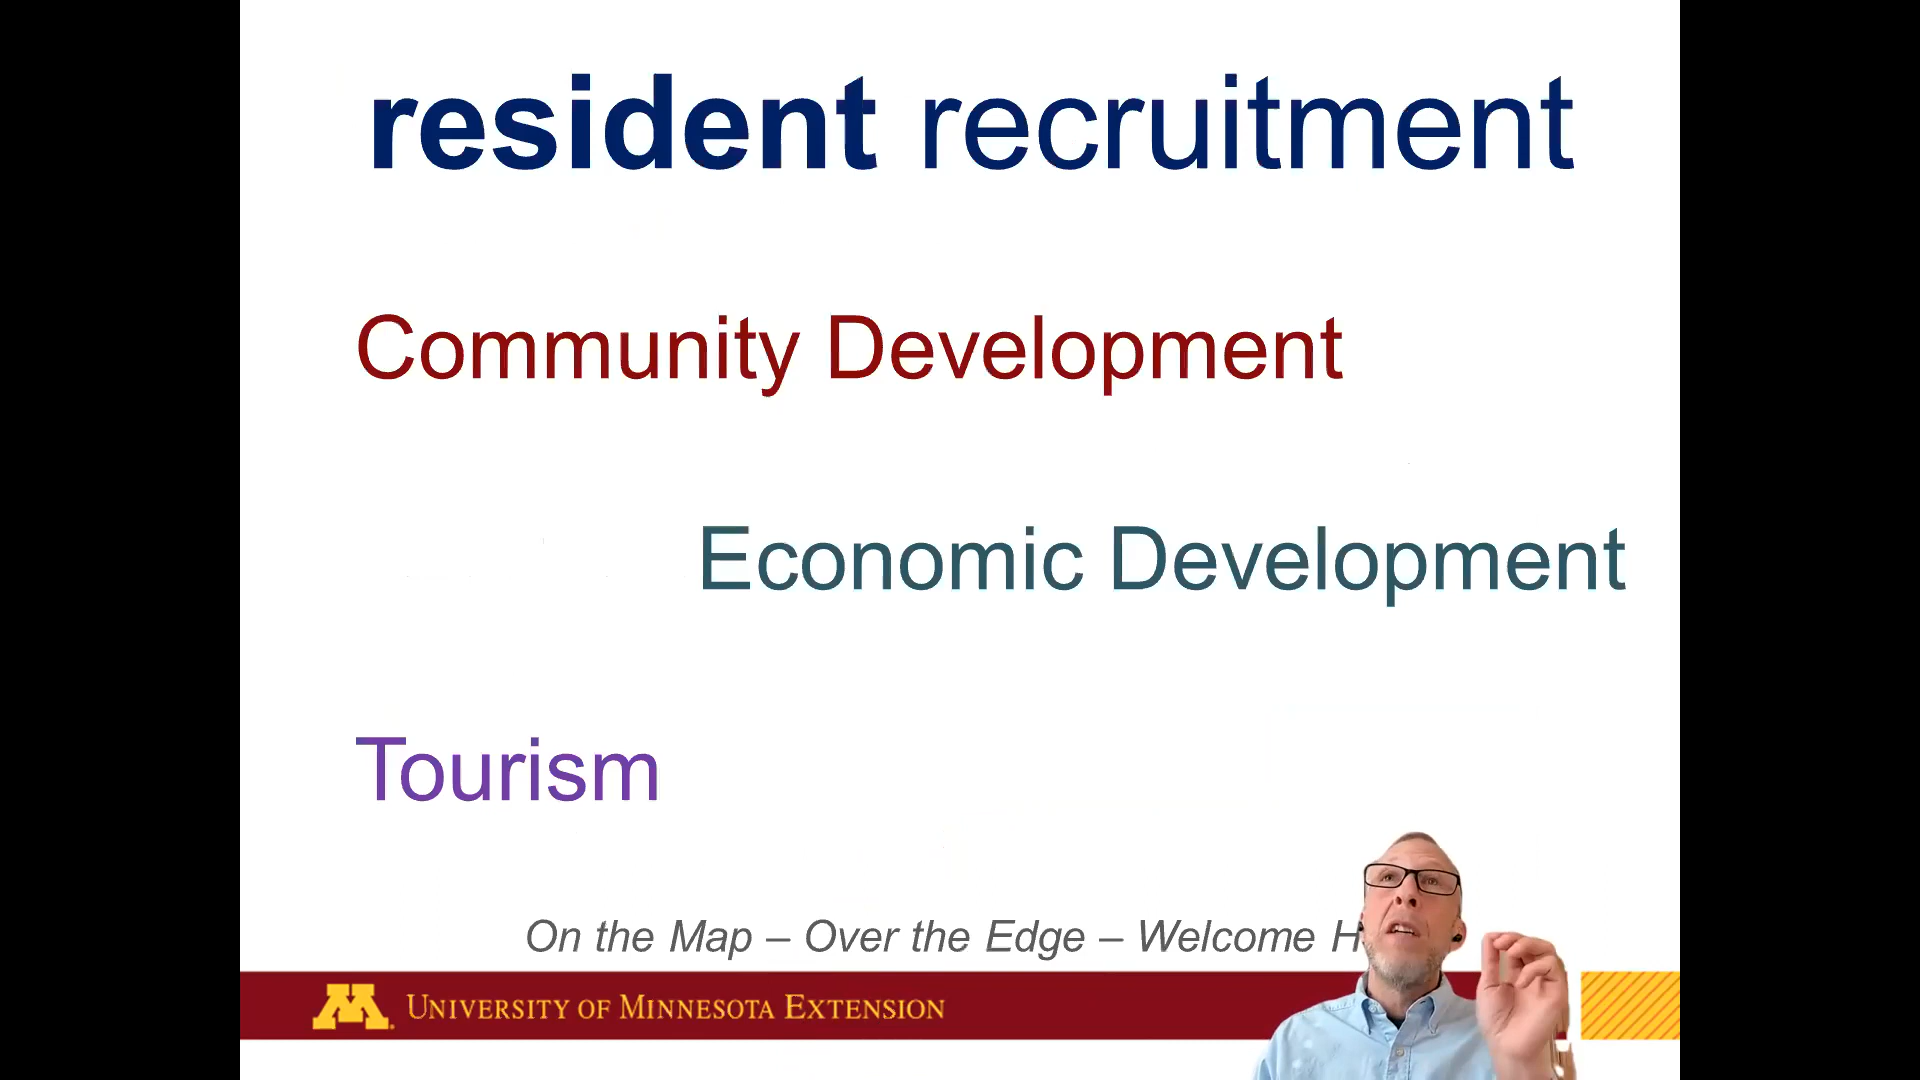 resident recruitment
Community Development
Economic Development
Tourism
On the Map – Over the Edge – Welcome H
UNIVERSITY OF MINNESOTA EXTENSION